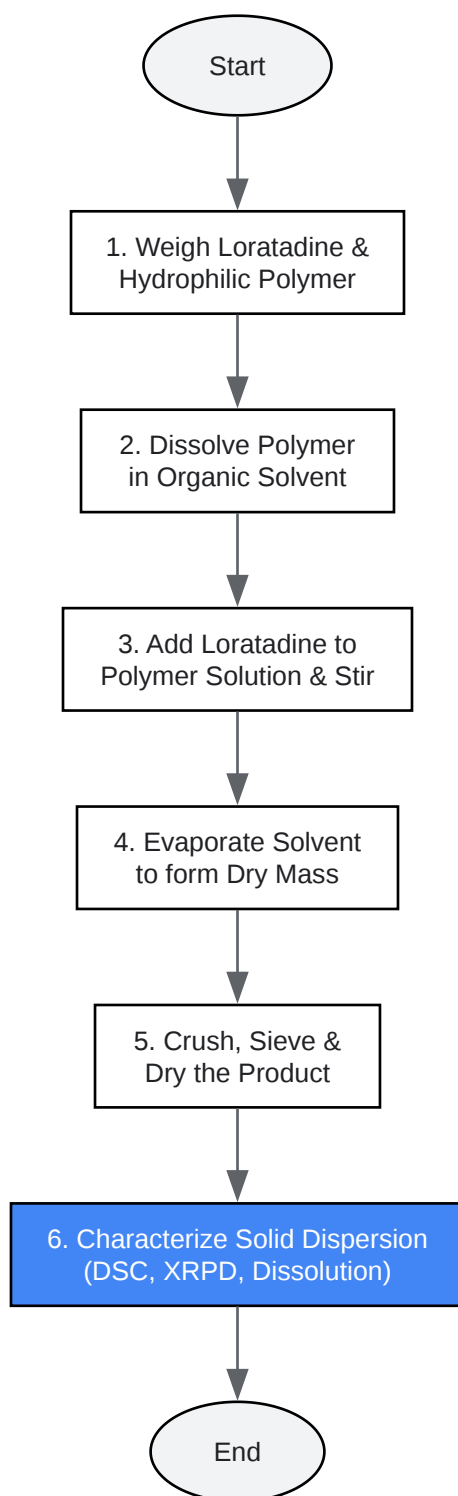 Start
1. Weigh Loratadine &
Hydrophilic Polymer
2. Dissolve Polymer
in Organic Solvent
3. Add Loratadine to
Polymer Solution & Stir
4. Evaporate Solvent
to form Dry Mass
5. Crush, Sieve &
Dry the Product
6. Characterize Solid Dispersion
(DSC, XRPD, Dissolution)
End